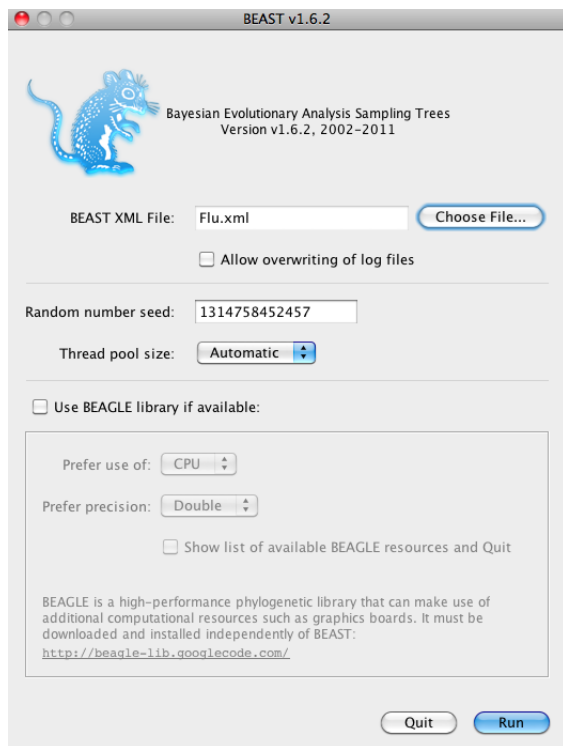 BEAST v1.6.2
Bayesian Evolutionary Analysis Sampling Trees
Version v1.6.2, 2002-2011
BEAST XML File: Flu.xml Choose File...
Allow overwriting of log files
Random number seed: 1314758452457
Thread pool size: Automatic
Use BEAGLE library if available:
Prefer use of: CPU
Prefer precision: Double
Show list of available BEAGLE resources and Quit
BEAGLE is a high-performance phylogenetic library that can make use of
additional computational resources such as graphics boards. It must be
downloaded and installed independently of BEAST:
http://beagle-lib.googlecode.com/
Quit Run